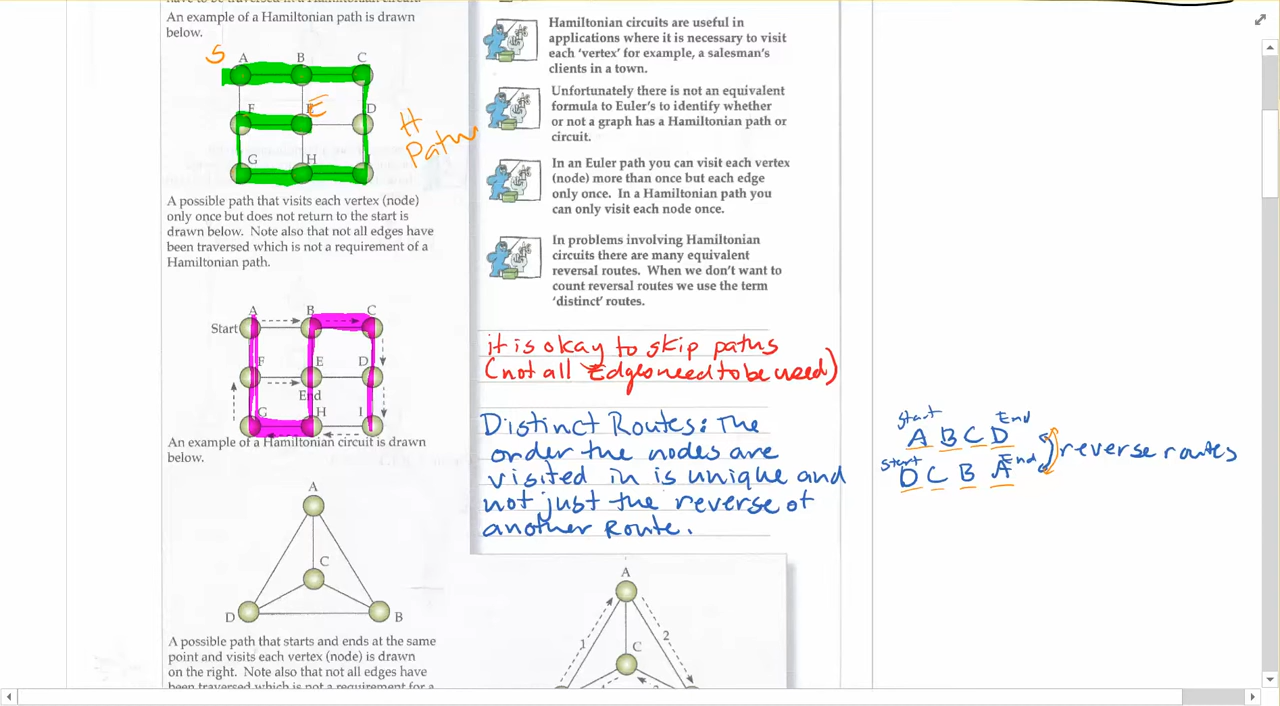 An example of a Hamiltonian path is drawn
below.
S
A B C
F E D
H
Path
G H I
A possible path that visits each vertex (node)
only once but does not return to the start is
drawn below. Note also that not all edges have
been traversed which is not a requirement of a
Hamiltonian path.
A B C
Start
F E D
End
G H I
An example of a Hamiltonian circuit is drawn
below.
A
C
D B
A possible path that starts and ends at the same
point and visits each vertex (node) is drawn
on the right. Note also that not all edges have
been traversed which is not a requirement for a
Hamiltonian circuits are useful in
applications where it is necessary to visit
each 'vertex' for example, a salesman's
clients in a town.
Unfortunately there is not an equivalent
formula to Euler's to identify whether
or not a graph has a Hamiltonian path or
circuit.
In an Euler path you can visit each vertex
(node) more than once but each edge
only once. In a Hamiltonian path you
can only visit each node once.
In problems involving Hamiltonian
circuits there are many equivalent
reversal routes. When we don't want to
count reversal routes we use the term
'distinct' routes.
it is okay to skip paths
(not all Edges need to be used)
Distinct Routes: The
order the nodes are
visited in is unique and
not just the reverse of
another Route.
A
1 2
C
Start End
A B C D
reverse routes
Start End
D C B A